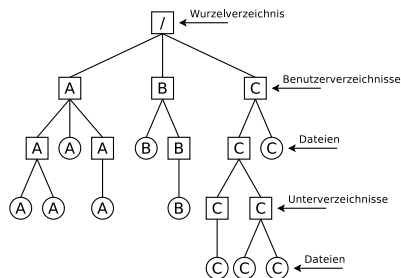 / Wurzelverzeichnis
A B C Benutzerverzeichnisse
A A A B B C C Dateien
A A A B C C Unterverzeichnisse
C C C Dateien